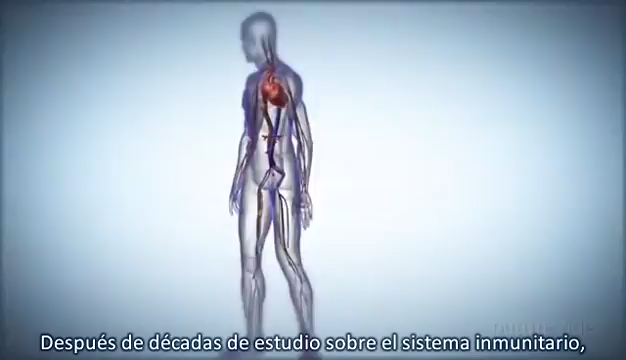 Después de décadas de estudio sobre el sistema inmunitario,